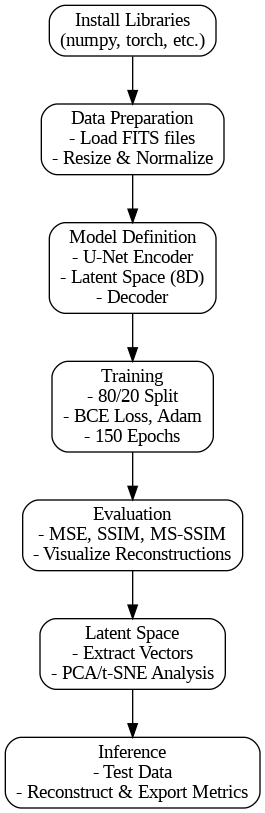 Install Libraries
(numpy, torch, etc.)
Data Preparation
- Load FITS files
- Resize & Normalize
Model Definition
- U-Net Encoder
- Latent Space (8D)
- Decoder
Training
- 80/20 Split
- BCE Loss, Adam
- 150 Epochs
Evaluation
- MSE, SSIM, MS-SSIM
- Visualize Reconstructions
Latent Space
- Extract Vectors
- PCA/t-SNE Analysis
Inference
- Test Data
- Reconstruct & Export Metrics